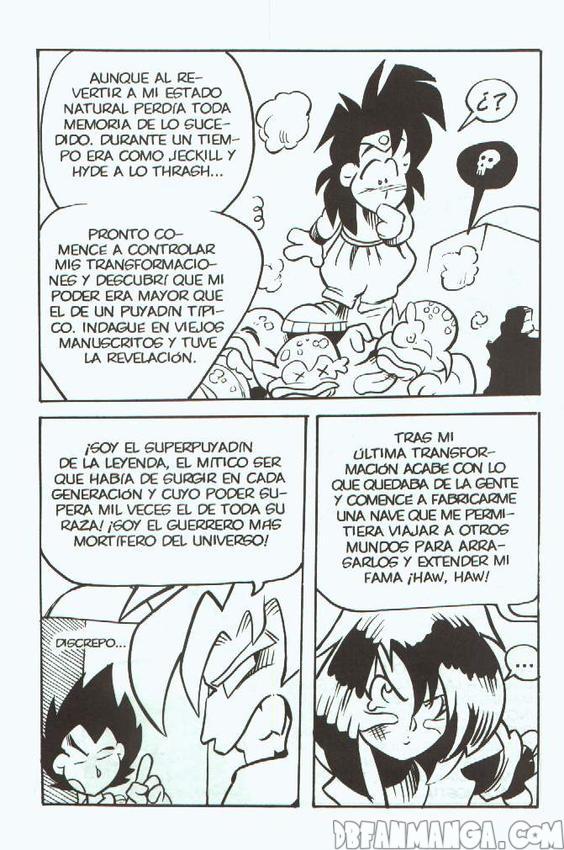 AUNQUE AL RE-
VERTIR A MI ESTADO
NATURAL PERDÍA TODA
MEMORIA DE LO SUCE-
DIDO. DURANTE UN TIEM-
PO ERA COMO JECKILL Y
HYDE A LO THRAGH...
¿?
PRONTO CO-
MENCE A CONTROLAR
MIS TRANSFORMACIO-
NES Y DESCUBRÍ QUE MI
PODER ERA MAYOR QUE
EL DE UN PUYADIN TÍPI-
CO. INDAGUE EN VIEJOS
MANUSCRITOS Y TUVE
LA REVELACIÓN.
¡SOY EL SUPERPUYADÍN
DE LA LEYENDA, EL MITICO SER
QUE HABÍA DE SURGIR EN CADA
GENERACIÓN Y CUYO PODER SU-
PERA MIL VECES EL DE TODA SU
RAZA! ¡SOY EL GUERRERO MAS
MORTÍFERO DEL UNIVERSO!
DISCREPO...
TRAS MI
ÚLTIMA TRANSFOR-
MACIÓN ACABE CON LO
QUE QUEDABA DE LA GENTE
Y COMENCE A FABRICARME
UNA NAVE QUE ME PERMI-
TIERA VIAJAR A OTROS
MUNDOS PARA ARRA-
SARLOS Y EXTENDER MI
FAMA ¡HAW, HAW!
...
DBFANMANGA.COM